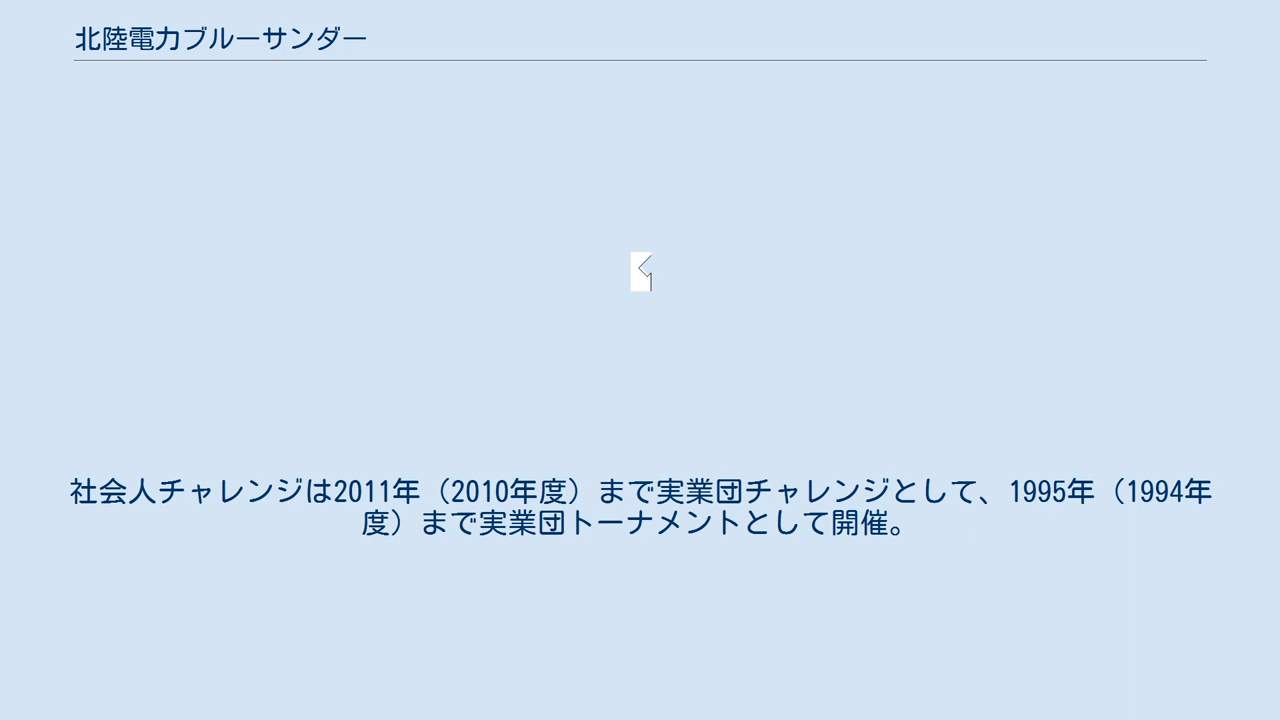 北陸電力ブルーサンダー
社会人チャレンジは2011年（2010年度）まで実業団チャレンジとして、1995年（1994年
度）まで実業団トーナメントとして開催。